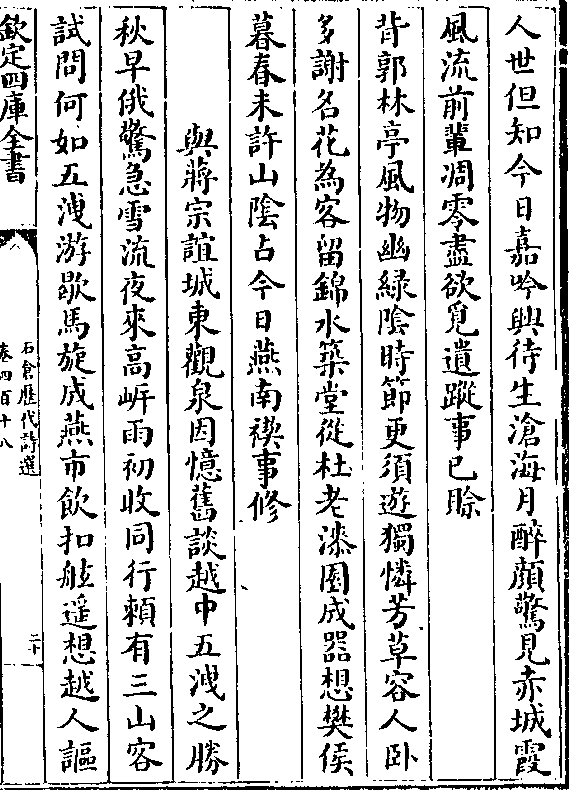 人世但知今日嘉吟興待生滄海月醉顔驚見赤城霞
風流前輩凋零盡欲覓遺蹤事已賒
背郭林亭風物幽緑陰時節更須遊獨憐芳草容人卧
多謝名花為客留錦水築堂從杜老漆園成器想樊侯
暮春未許山陰占今日燕南禊事修
與蔣宗誼城東觀泉因憶舊談越中五洩之勝
秋早俄驚急雪流夜來高㟁雨初收同行頼有三山客
試問何如五洩游歇馬旋成燕市飲扣舷遥想越人謳
欽定四庫全書
石倉歴代詩選
卷四百十八
二十